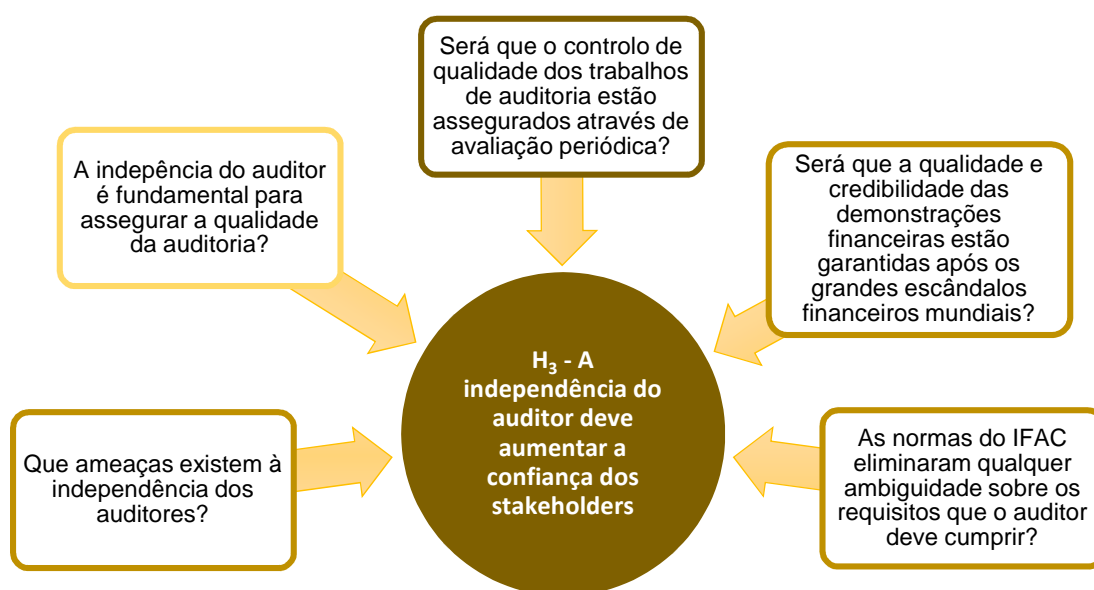 Será que o controlo de
qualidade dos trabalhos
de auditoria estão
assegurados através de
avaliação periódica?
A indepência do auditor
é fundamental para
assegurar a qualidade
da auditoria?
Será que a qualidade e
credibilidade das
demonstrações
financeiras estão
garantidas após os
grandes escândalos
financeiros mundiais?
H₃ - A
independência do
auditor deve
aumentar a
confiança dos
stakeholders
Que ameaças existem à
independência dos
auditores?
As normas do IFAC
eliminaram qualquer
ambiguidade sobre os
requisitos que o auditor
deve cumprir?